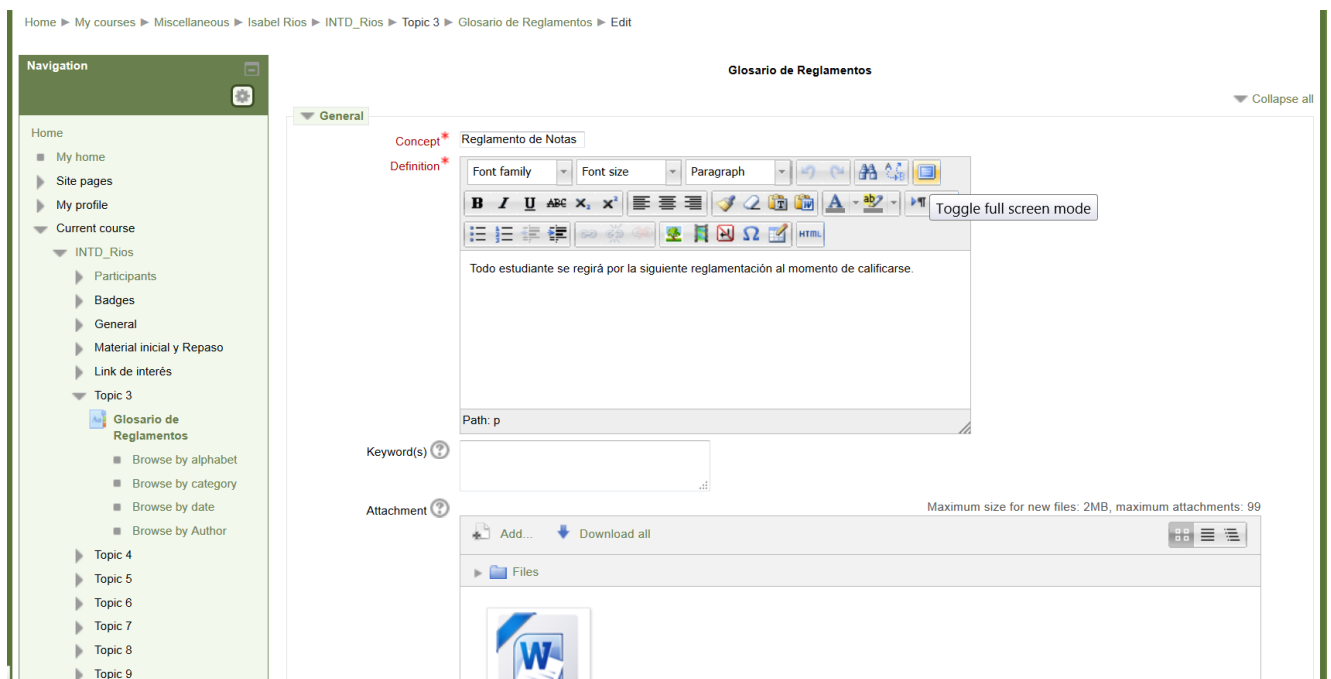 Home ► My courses ► Miscellaneous ► Isabel Rios ► INTD_Rios ► Topic 3 ► Glosario de Reglamentos ► Edit
Navigation
Home
My home
Site pages
My profile
Current course
INTD_Rios
Participants
Badges
General
Material inicial y Repaso
Link de interés
Topic 3
Glosario de
Reglamentos
Browse by alphabet
Browse by category
Browse by date
Browse by Author
Topic 4
Topic 5
Topic 6
Topic 7
Topic 8
Topic 9
Glosario de Reglamentos
Collapse all
General
Concept* Reglamento de Notas
Definition* Font family Font size Paragraph
B I U ABC X₂ X² A ab
Toggle full screen mode
Ω HTML
Todo estudiante se regirá por la siguiente reglamentación al momento de calificarse.
Path: p
Keyword(s) ?
Attachment ? Maximum size for new files: 2MB, maximum attachments: 99
Add... Download all
Files
W